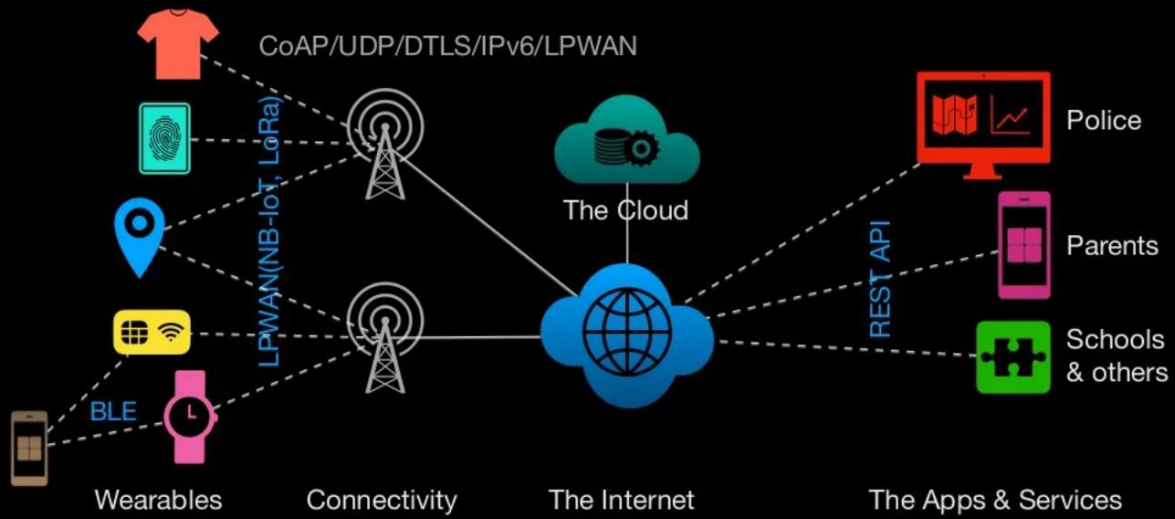 CoAP/UDP/DTLS/IPv6/LPWAN
LPWAN(NB-IoT, LoRa)
BLE
The Cloud
REST API
Police
Parents
Schools
& others
Wearables
Connectivity
The Internet
The Apps & Services